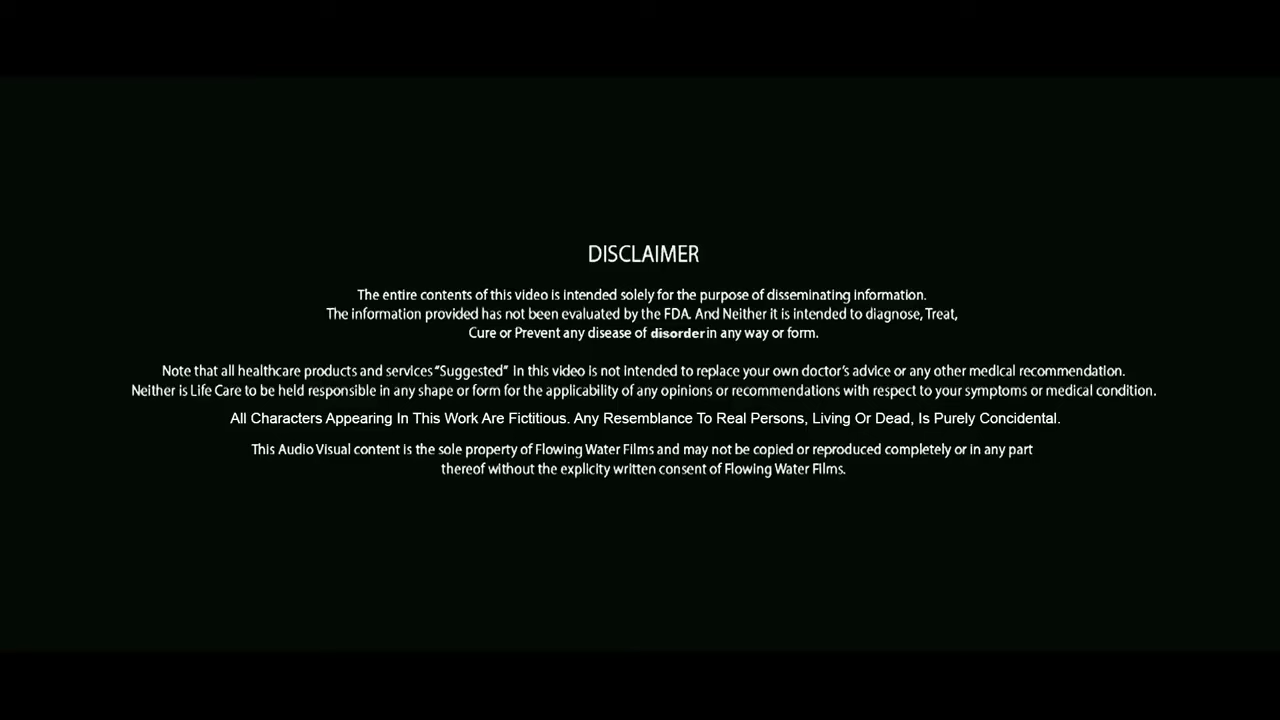 DISCLAIMER
The entire contents of this video is intended solely for the purpose of disseminating information.
The information provided has not been evaluated by the FDA. And Neither it is intended to diagnose, Treat,
Cure or Prevent any disease of disorder in any way or form.
Note that all healthcare products and services “Suggested” In this video is not intended to replace your own doctor’s advice or any other medical recommendation.
Neither is Life Care to be held responsible in any shape or form for the applicability of any opinions or recommendations with respect to your symptoms or medical condition.
All Characters Appearing In This Work Are Fictitious. Any Resemblance To Real Persons, Living Or Dead, Is Purely Concidental.
This Audio Visual content is the sole property of Flowing Water Films and may not be copied or reproduced completely or in any part
thereof without the explicity written consent of Flowing Water Films.